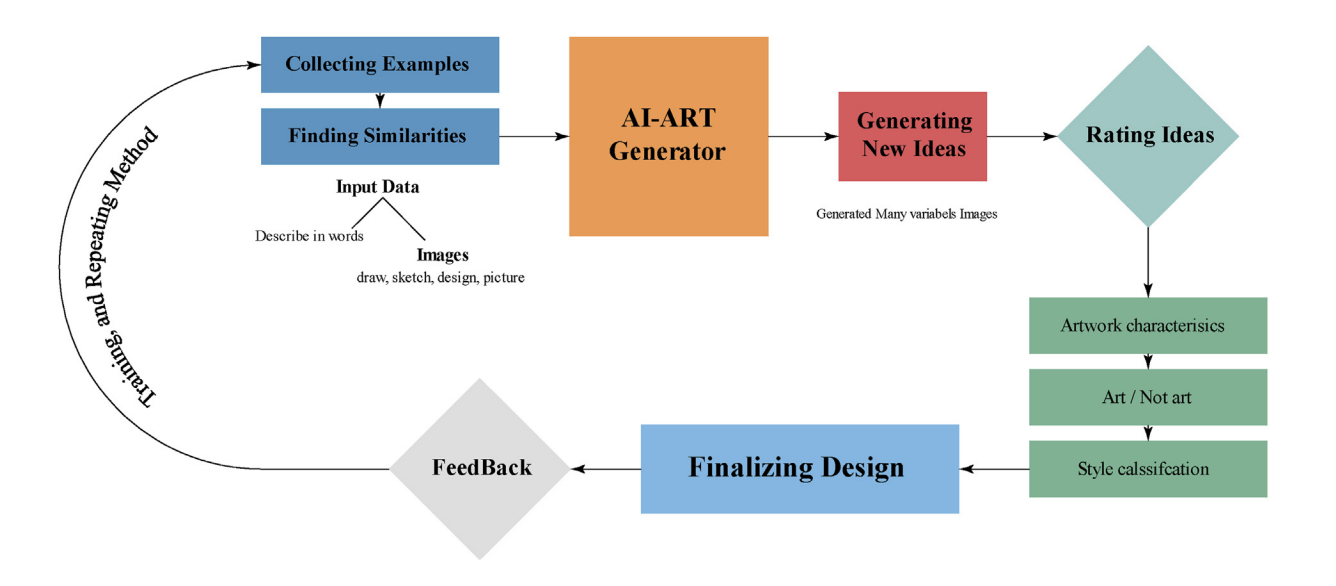 Collecting Examples
Finding Similarities
Input Data
Describe in words
Images
draw, sketch, design, picture
AI-ART
Generator
Generating
New Ideas
Generated Many variabels Images
Rating Ideas
Artwork characterisics
Art / Not art
Style calssifcation
Finalizing Design
FeedBack
Training, and Repeating Method